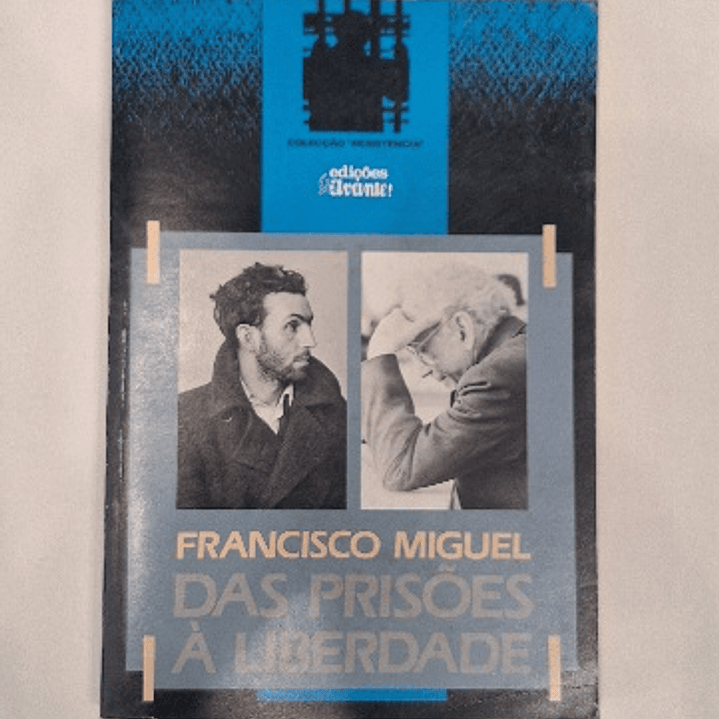 COLECÇÃO "RESISTÊNCIA"
edições
Avante!
FRANCISCO MIGUEL
DAS PRISÕES
À LIBERDADE